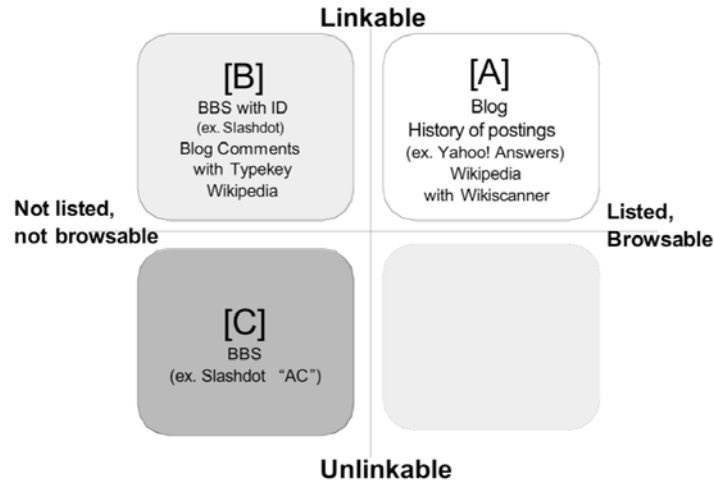 Linkable
[B]
BBS with ID
(ex. Slashdot)
Blog Comments
with Typekey
Wikipedia
[A]
Blog
History of postings
(ex. Yahoo! Answers)
Wikipedia
with Wikiscanner
Not listed,
not browsable
Listed,
Browsable
[C]
BBS
(ex. Slashdot “AC”)
Unlinkable